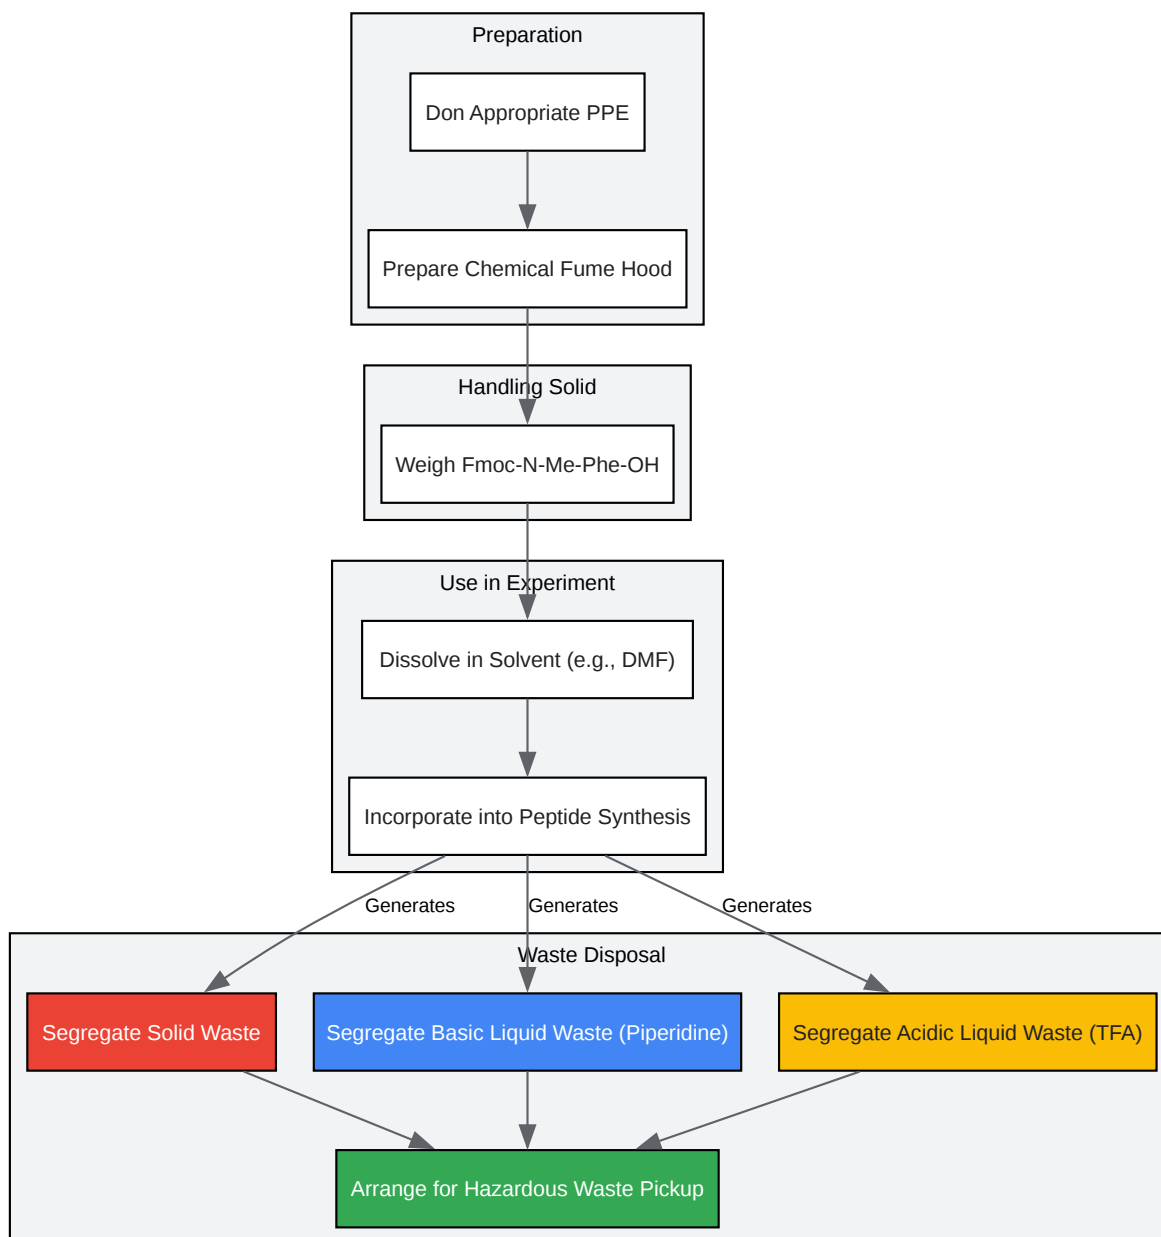 Preparation
Don Appropriate PPE
Prepare Chemical Fume Hood
Handling Solid
Weigh Fmoc-N-Me-Phe-OH
Use in Experiment
Dissolve in Solvent (e.g., DMF)
Incorporate into Peptide Synthesis
Generates
Generates
Generates
Waste Disposal
Segregate Solid Waste
Segregate Basic Liquid Waste (Piperidine)
Segregate Acidic Liquid Waste (TFA)
Arrange for Hazardous Waste Pickup